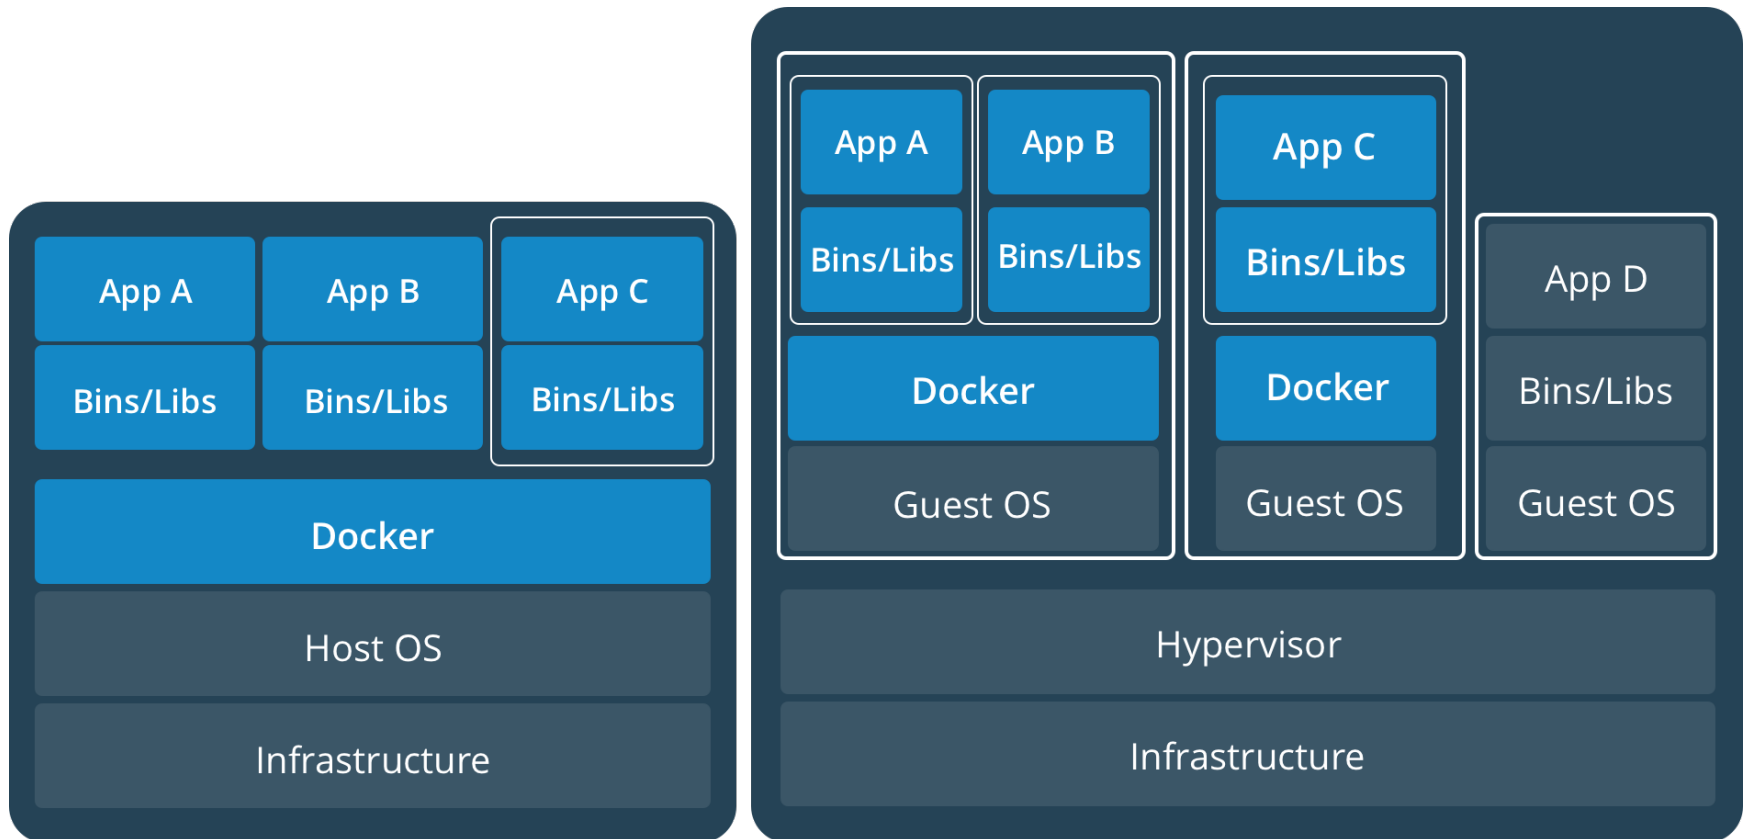 App A
App B
App C
Bins/Libs
Bins/Libs
Bins/Libs
Docker
Host OS
Infrastructure
App A
App B
App C
Bins/Libs
Bins/Libs
Bins/Libs
App D
Docker
Docker
Bins/Libs
Guest OS
Guest OS
Guest OS
Hypervisor
Infrastructure